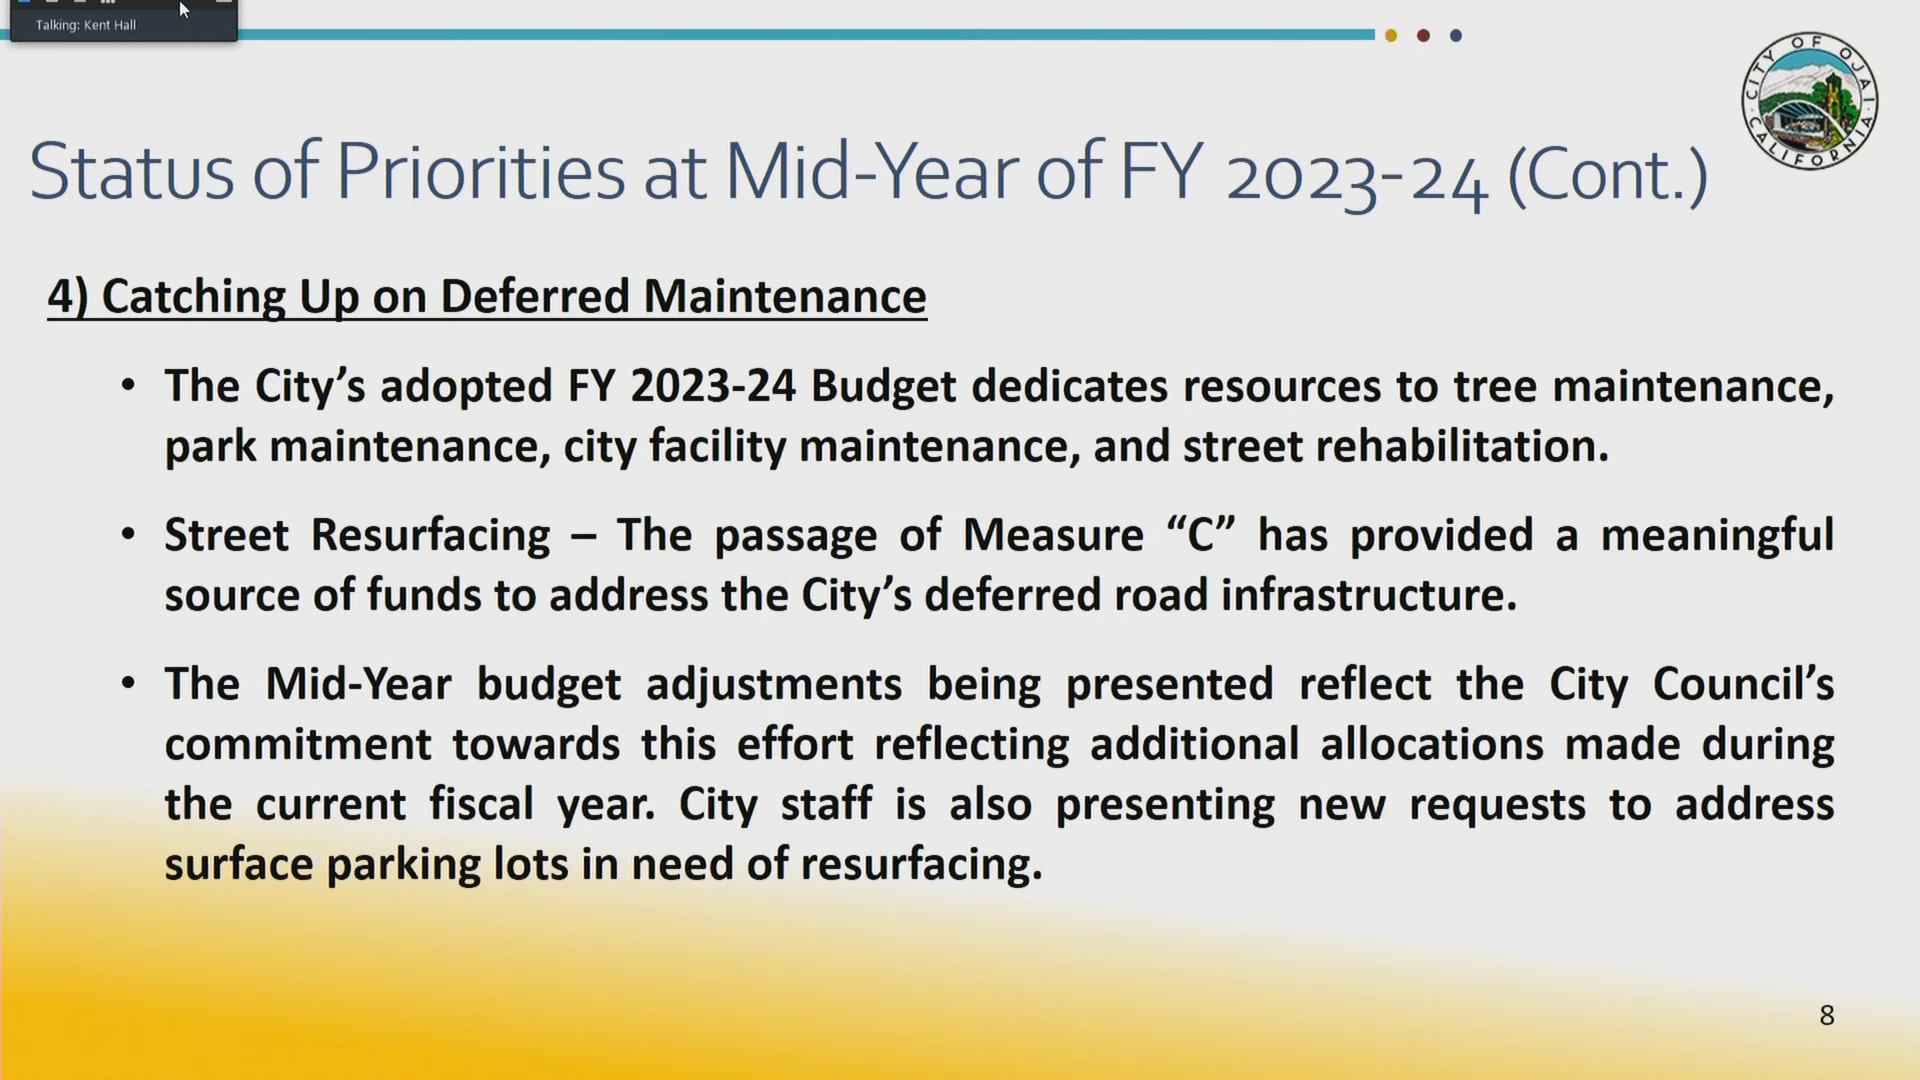 Talking: Kent Hall
CITY OF OJAI
CALIFORNIA
Status of Priorities at Mid-Year of FY 2023-24 (Cont.)
4) Catching Up on Deferred Maintenance
• The City’s adopted FY 2023-24 Budget dedicates resources to tree maintenance,
park maintenance, city facility maintenance, and street rehabilitation.
• Street Resurfacing – The passage of Measure “C” has provided a meaningful
source of funds to address the City’s deferred road infrastructure.
• The Mid-Year budget adjustments being presented reflect the City Council’s
commitment towards this effort reflecting additional allocations made during
the current fiscal year. City staff is also presenting new requests to address
surface parking lots in need of resurfacing.
8